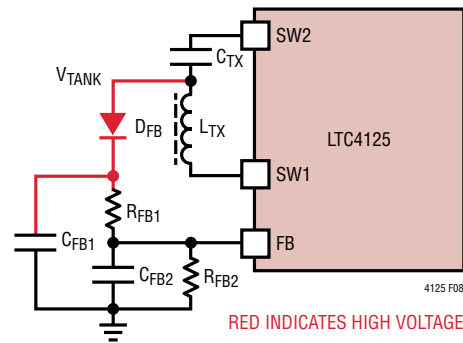 SW2
CTX
VTANK
DFB
LTX
LTC4125
SW1
RFB1
CFB1
FB
CFB2
RFB2
4125 F08
RED INDICATES HIGH VOLTAGE